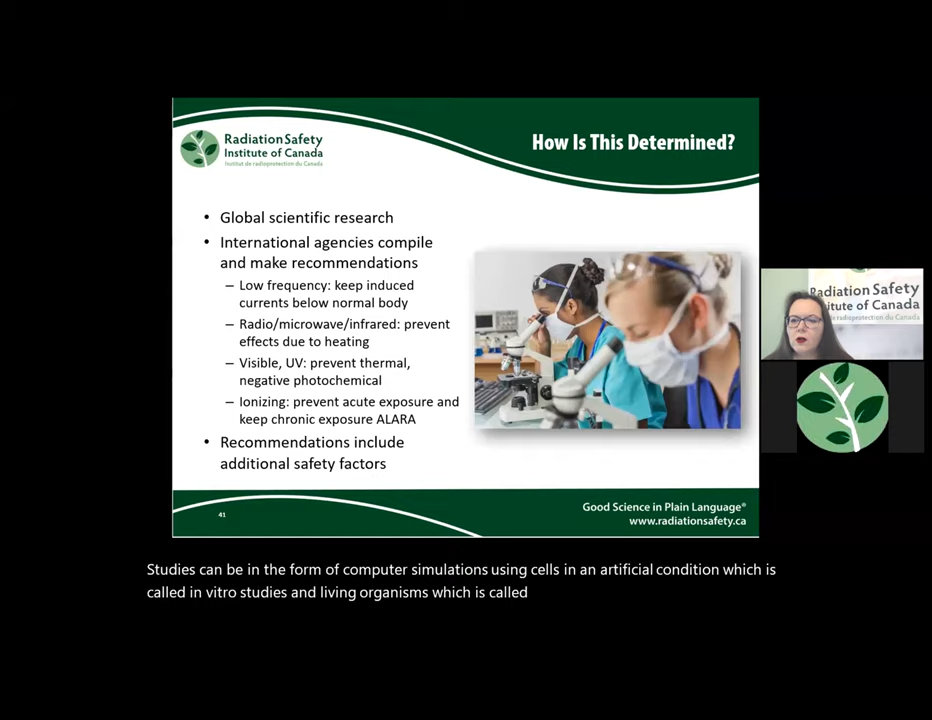 Radiation Safety
Institute of Canada
Institut de radioprotection du Canada
How Is This Determined?
• Global scientific research
• International agencies compile
and make recommendations
– Low frequency: keep induced
currents below normal body
– Radio/microwave/infrared: prevent
effects due to heating
– Visible, UV: prevent thermal,
negative photochemical
– Ionizing: prevent acute exposure and
keep chronic exposure ALARA
• Recommendations include
additional safety factors
41
Good Science in Plain Language®
www.radiationsafety.ca
Radiation Safety
itute of Canada
de radioprotection du Canada
Studies can be in the form of computer simulations using cells in an artificial condition which is
called in vitro studies and living organisms which is called